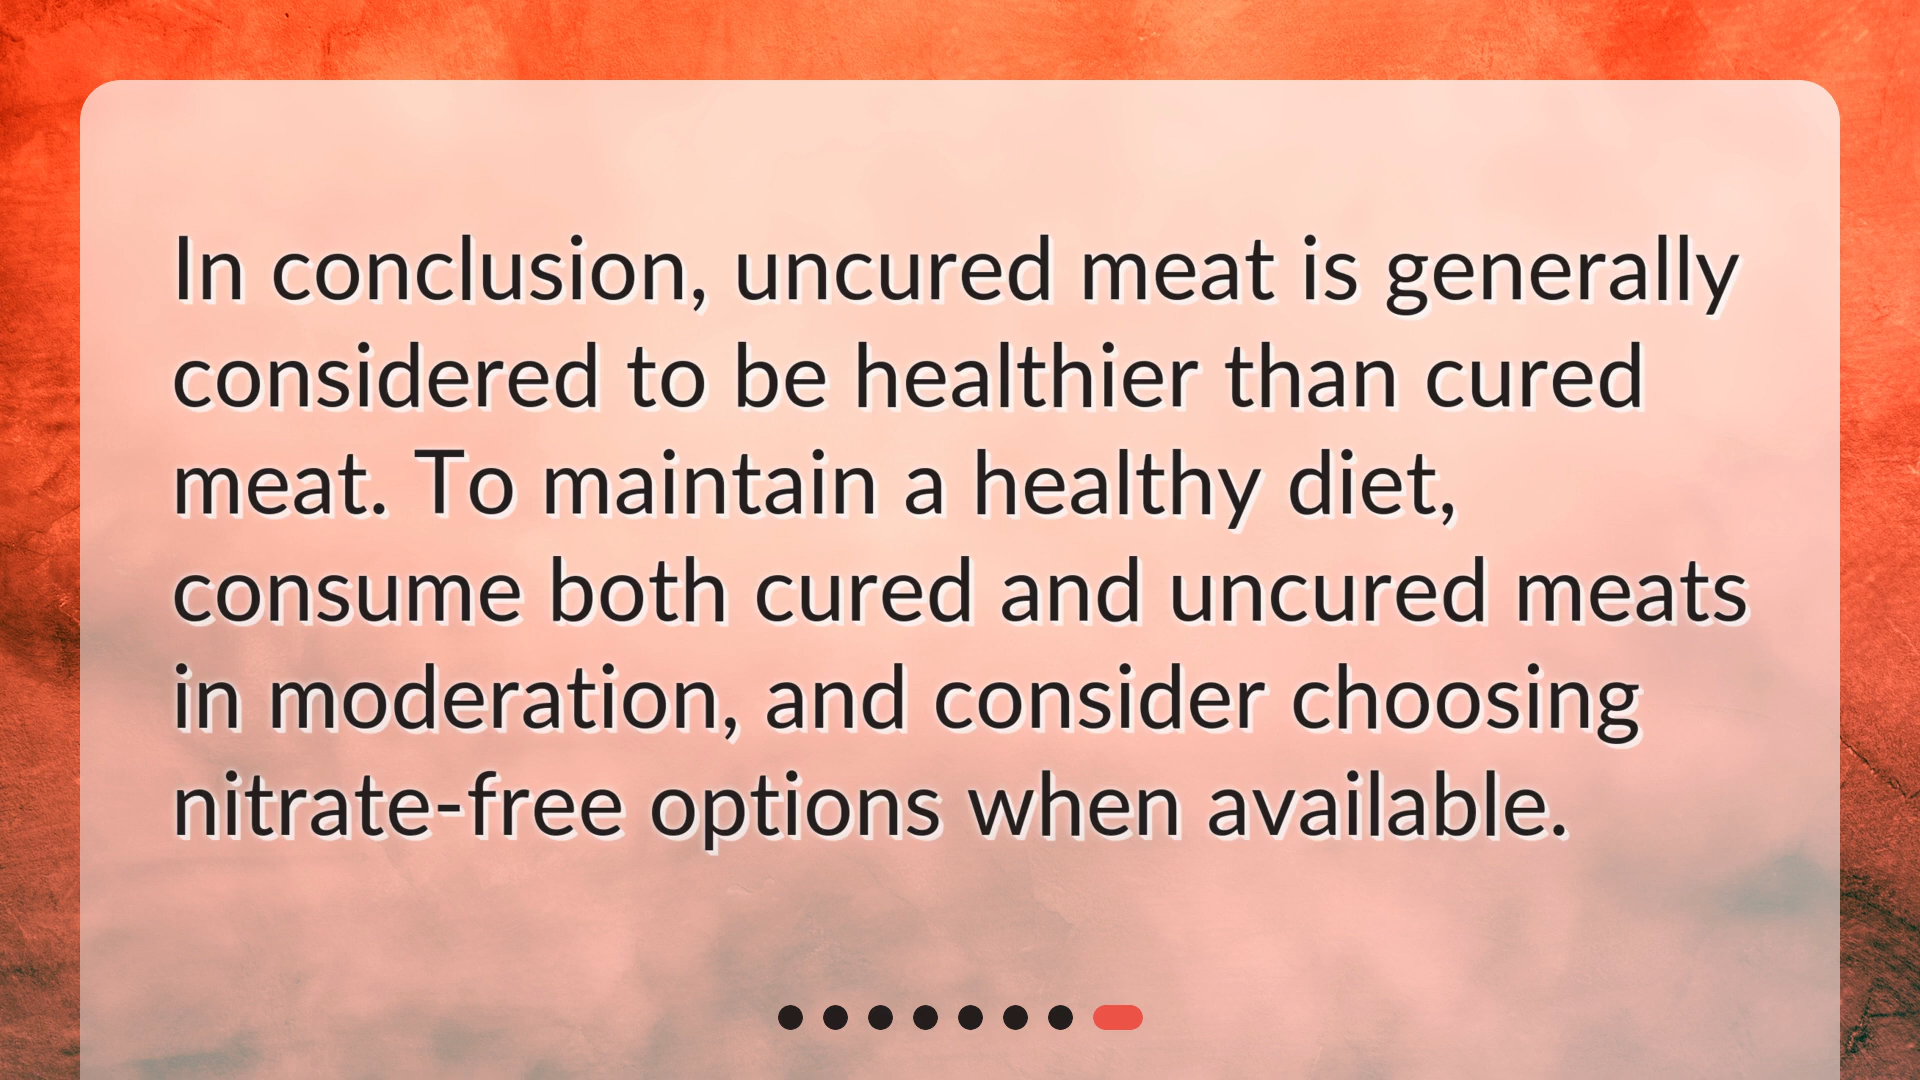 In conclusion, uncured meat is generally
considered to be healthier than cured
meat. To maintain a healthy diet,
consume both cured and uncured meats
in moderation, and consider choosing
nitrate-free options when available.